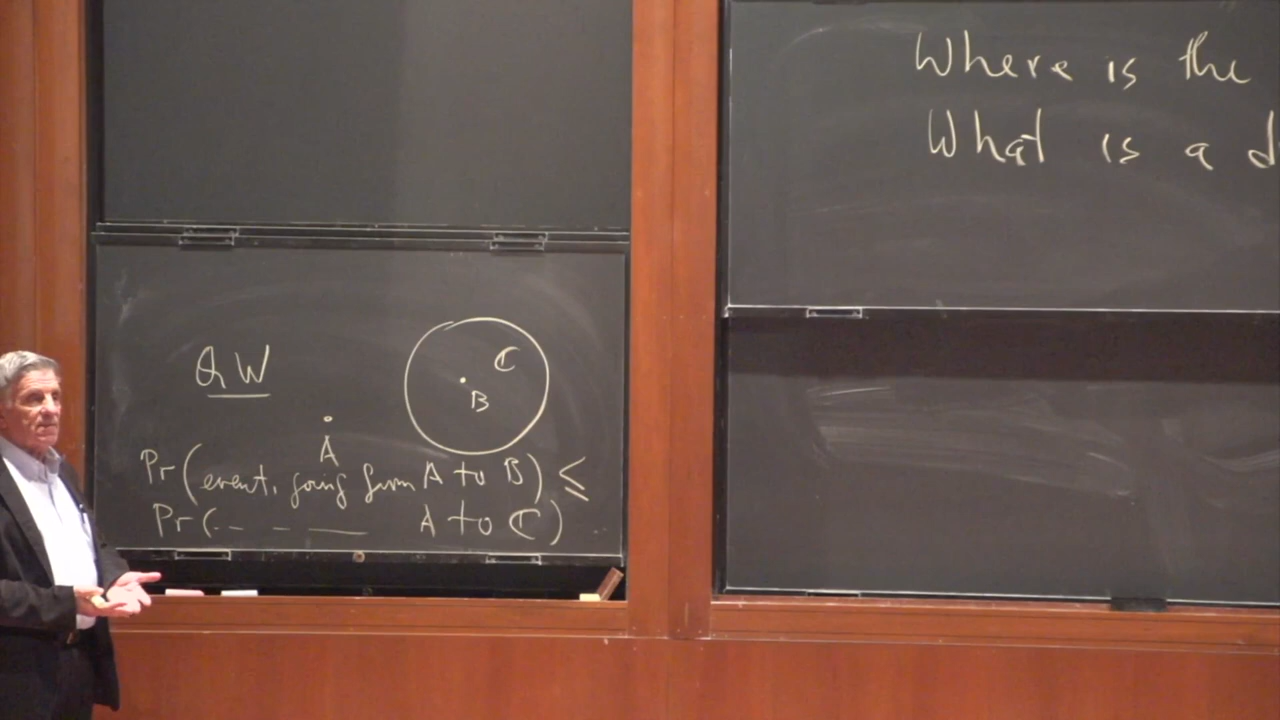 QW
C
B
A
Pr(event, going from A to B) ≤
Pr(.-- - — A to C)
Where is the
What is a d